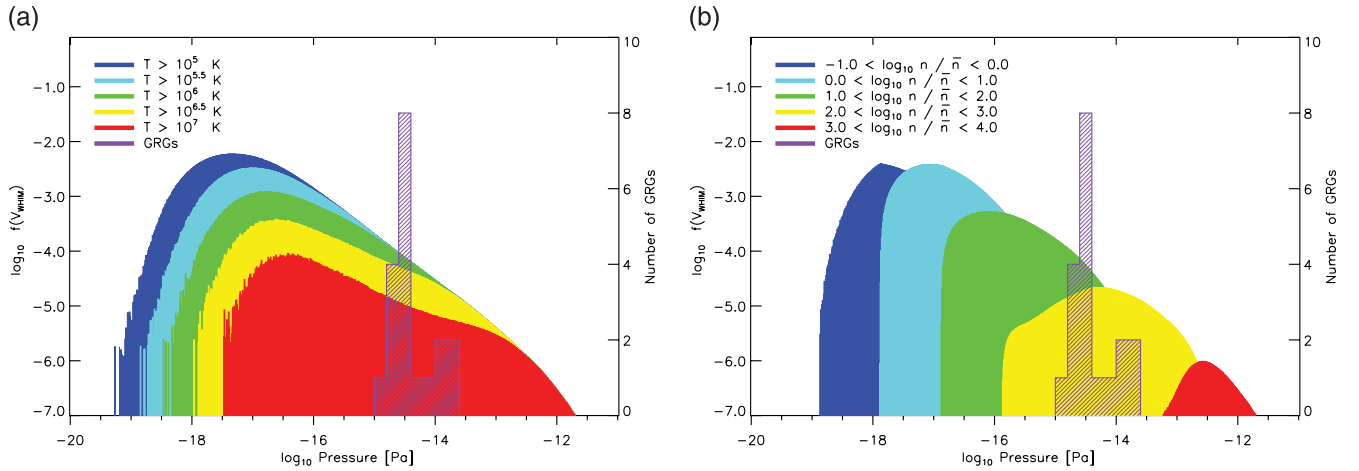 (a)
T > 10^5 K
T > 10^5.5 K
T > 10^6 K
T > 10^6.5 K
T > 10^7 K
GRGs
log10 f(VWHIM)
-1.0
-2.0
-3.0
-4.0
-5.0
-6.0
-7.0
-20
-18
-16
-14
-12
log10 Pressure [Pa]
10
8
6
4
2
0
Number of GRGs
(b)
-1.0 < log10 n / n̄ < 0.0
0.0 < log10 n / n̄ < 1.0
1.0 < log10 n / n̄ < 2.0
2.0 < log10 n / n̄ < 3.0
3.0 < log10 n / n̄ < 4.0
GRGs
log10 f(VWHIM)
-1.0
-2.0
-3.0
-4.0
-5.0
-6.0
-7.0
-20
-18
-16
-14
-12
log10 Pressure [Pa]
10
8
6
4
2
0
Number of GRGs